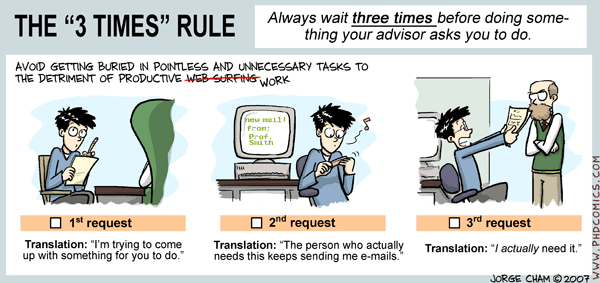 THE "3 TIMES" RULE
Always wait three times before doing some-
thing your advisor asks you to do.
AVOID GETTING BURIED IN POINTLESS AND UNNECESSARY TASKS TO
THE DETRIMENT OF PRODUCTIVE WEB SURFING WORK
new mail!
from:
Prof.
Smith
1st request
2nd request
3rd request
Translation: "I'm trying to come
up with something for you to do."
Translation: "The person who actually
needs this keeps sending me e-mails."
Translation: "I actually need it."
WWW.PHDCOMICS.COM
JORGE CHAM © 2007